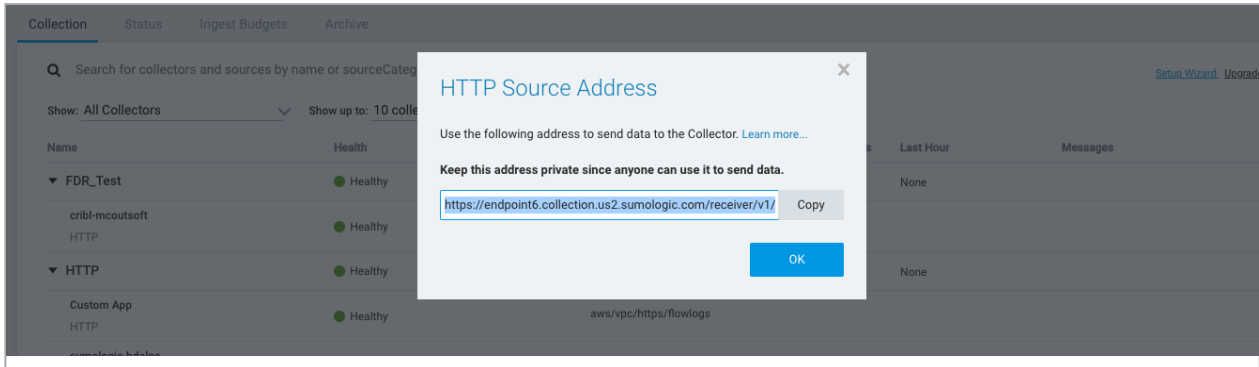 Collection Status Ingest Budgets Archive
Search for collectors and sources by name or sourceCateg
Setup Wizard Upgrade
Show: All Collectors Show up to: 10 colle
Name Health s Last Hour Messages
FDR_Test Healthy None
cribl-mcoutsoft
HTTP
Healthy
HTTP Healthy None
Custom App
HTTP
Healthy
aws/vpc/https/flowlogs
HTTP Source Address
Use the following address to send data to the Collector. Learn more...
Keep this address private since anyone can use it to send data.
https://endpoint6.collection.us2.sumologic.com/receiver/v1/ Copy
OK